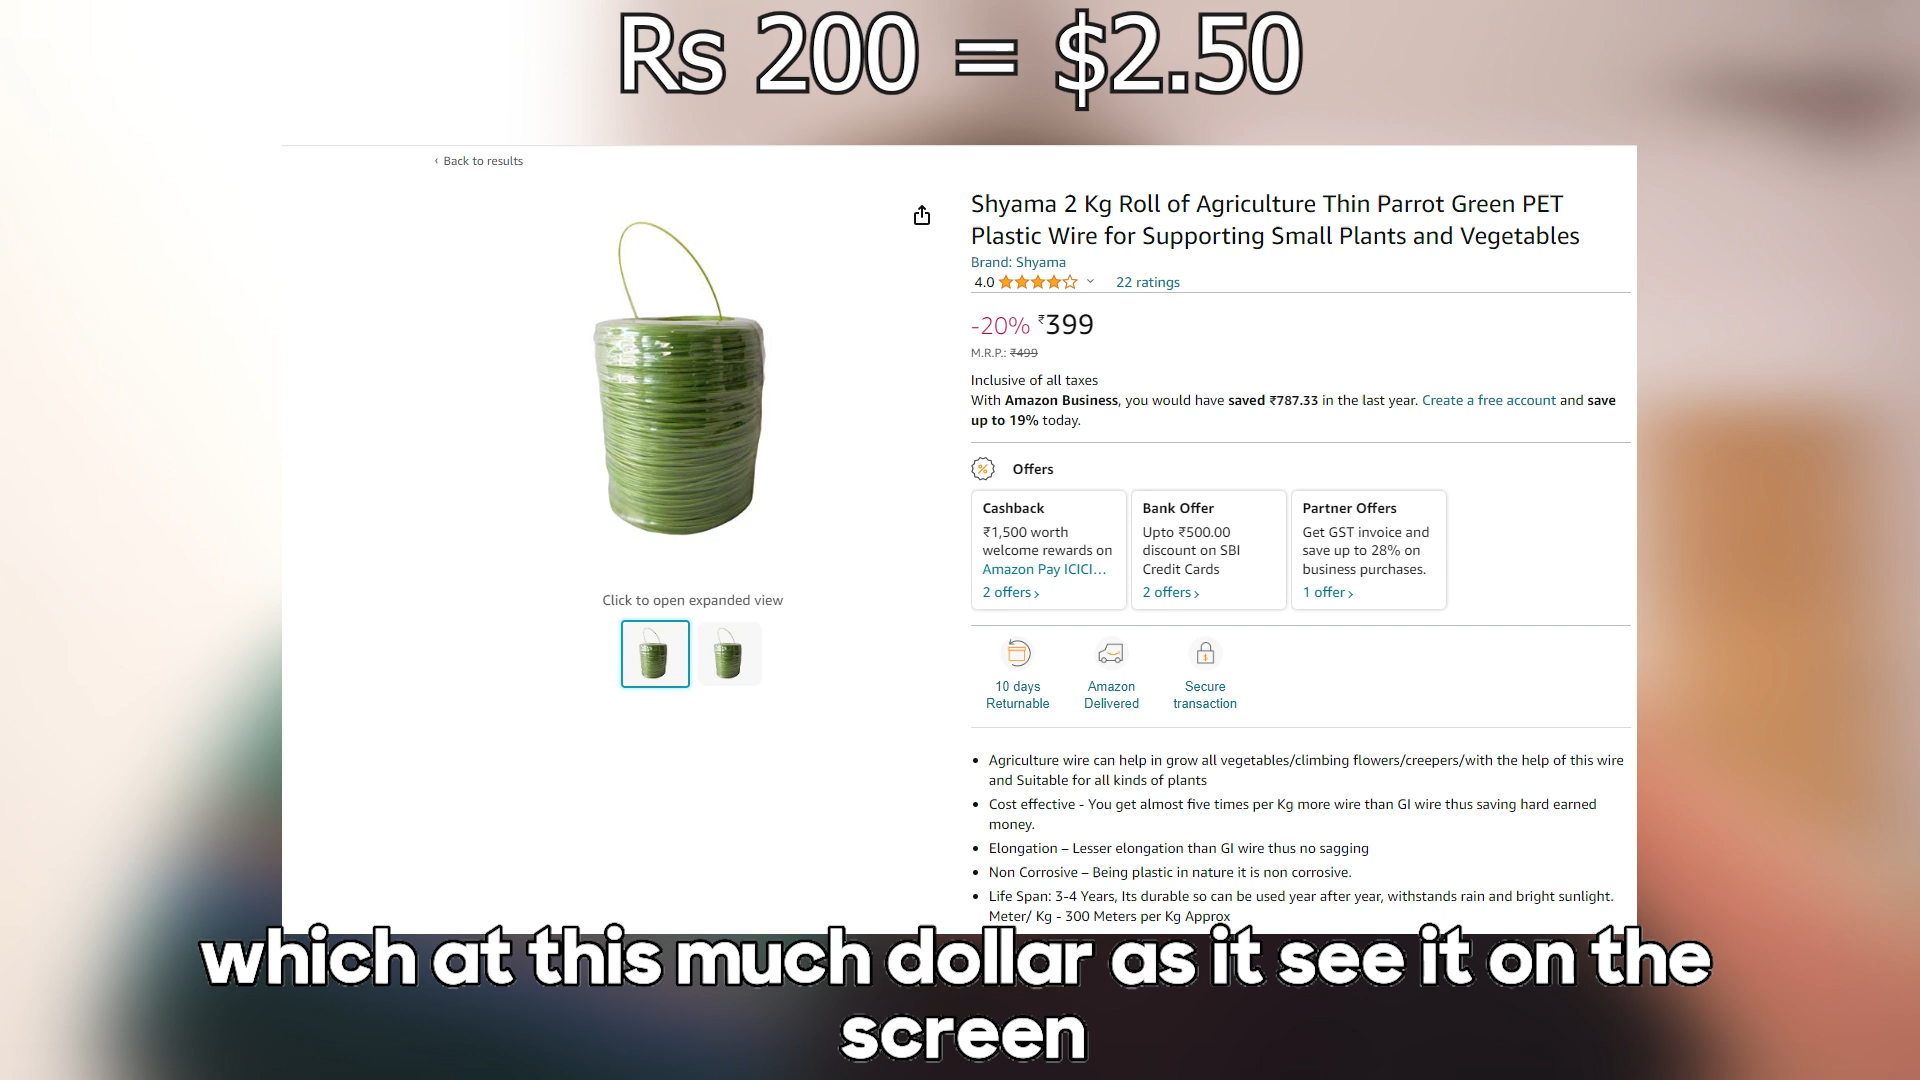 Rs 200 = $2.50
‹ Back to results
Shyama 2 Kg Roll of Agriculture Thin Parrot Green PET
Plastic Wire for Supporting Small Plants and Vegetables
Brand: Shyama
4.0 22 ratings
-20% ₹399
M.R.P.: ₹499
Inclusive of all taxes
With Amazon Business, you would have saved ₹787.33 in the last year. Create a free account and save
up to 19% today.
Offers
Cashback
₹1,500 worth
welcome rewards on
Amazon Pay ICICI...
2 offers ›
Bank Offer
Upto ₹500.00
discount on SBI
Credit Cards
2 offers ›
Partner Offers
Get GST invoice and
save up to 28% on
business purchases.
1 offer ›
Click to open expanded view
10 days
Returnable
Amazon
Delivered
Secure
transaction
• Agriculture wire can help in grow all vegetables/climbing flowers/creepers/with the help of this wire
and Suitable for all kinds of plants
• Cost effective - You get almost five times per Kg more wire than GI wire thus saving hard earned
money.
• Elongation – Lesser elongation than GI wire thus no sagging
• Non Corrosive – Being plastic in nature it is non corrosive.
• Life Span: 3-4 Years, Its durable so can be used year after year, withstands rain and bright sunlight.
Meter/ Kg - 300 Meters per Kg Approx
which at this much dollar as it see it on the
screen